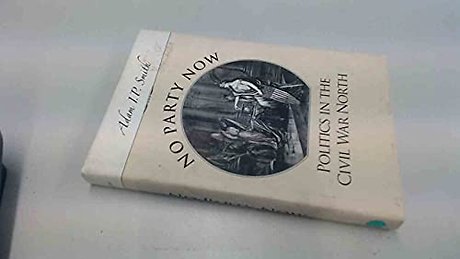 Adam I.P. Smith
NO PARTY NOW
POLITICS IN THE
CIVIL WAR NORTH